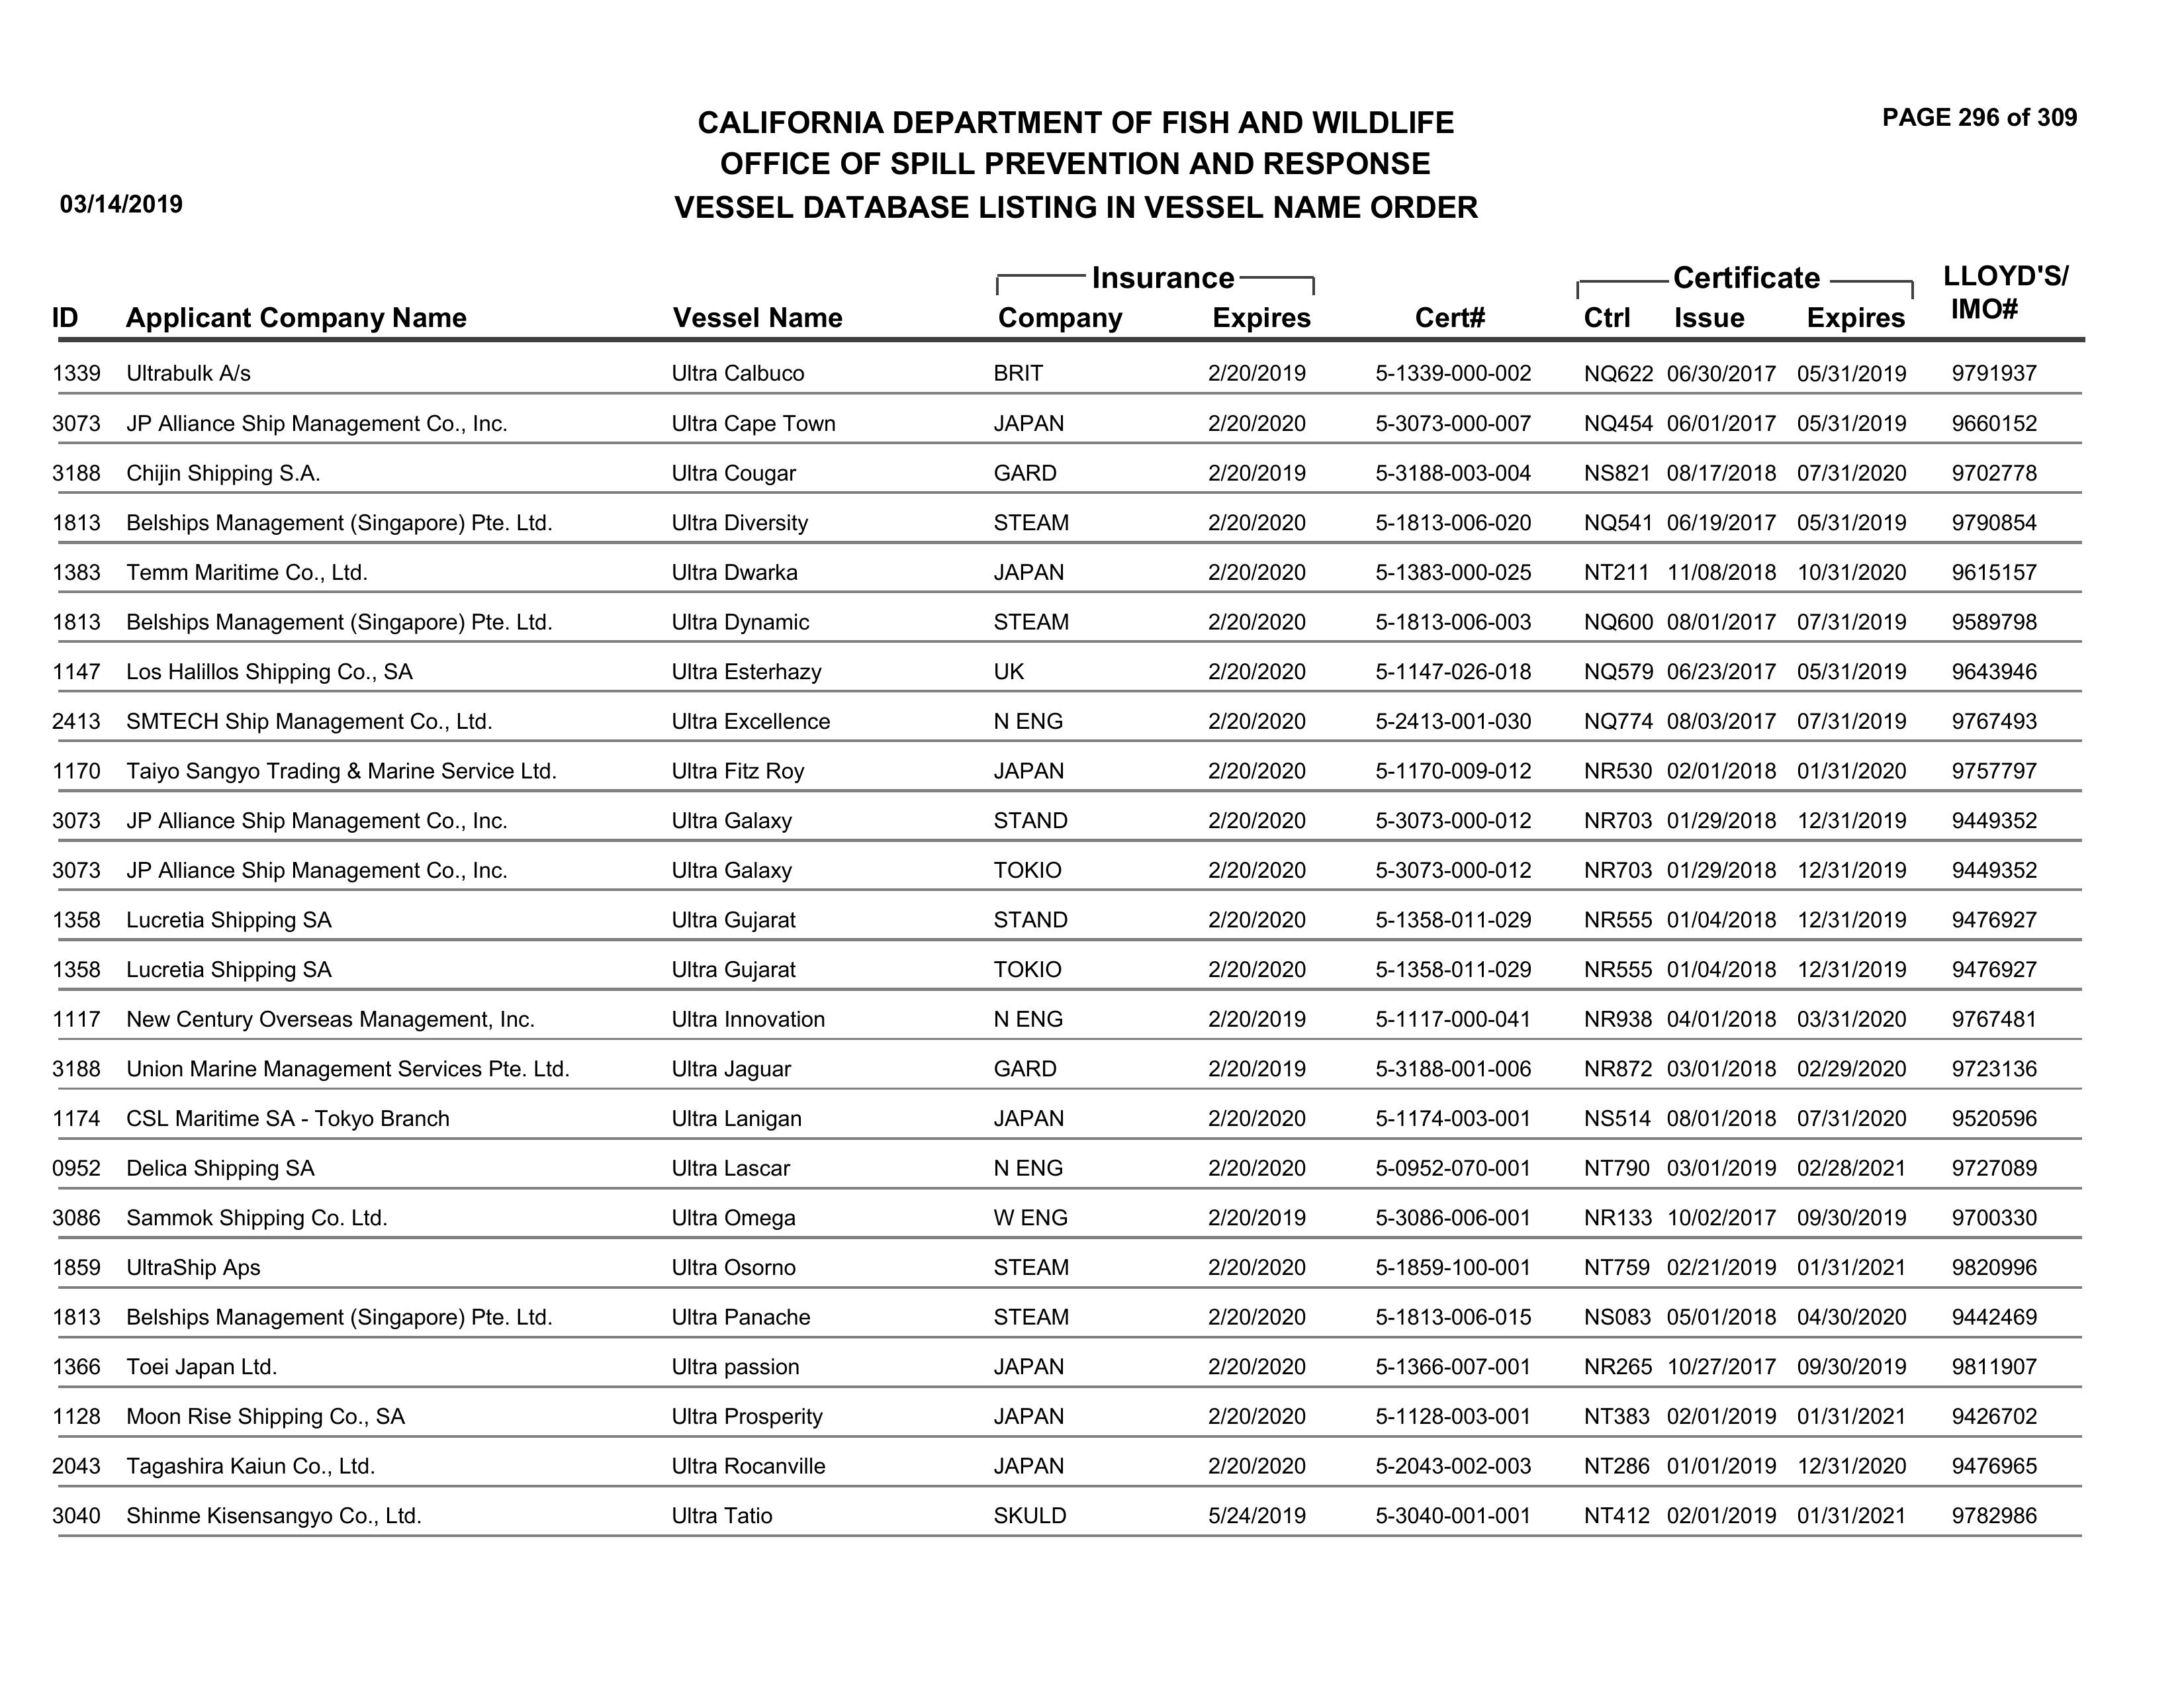 CALIFORNIA DEPARTMENT OF FISH AND WILDLIFE PAGE 296 of 309
OFFICE OF SPILL PREVENTION AND RESPONSE
03/14/2019 VESSEL DATABASE LISTING IN VESSEL NAME ORDER
Insurance Certificate LLOYD'S/
ID Applicant Company Name Vessel Name Company Expires Cert# Ctrl Issue Expires IMO#
1339 Ultrabulk A/s Ultra Calbuco BRIT 2/20/2019 5-1339-000-002 NQ622 06/30/2017 05/31/2019 9791937
3073 JP Alliance Ship Management Co., Inc. Ultra Cape Town JAPAN 2/20/2020 5-3073-000-007 NQ454 06/01/2017 05/31/2019 9660152
3188 Chijin Shipping S.A. Ultra Cougar GARD 2/20/2019 5-3188-003-004 NS821 08/17/2018 07/31/2020 9702778
1813 Belships Management (Singapore) Pte. Ltd. Ultra Diversity STEAM 2/20/2020 5-1813-006-020 NQ541 06/19/2017 05/31/2019 9790854
1383 Temm Maritime Co., Ltd. Ultra Dwarka JAPAN 2/20/2020 5-1383-000-025 NT211 11/08/2018 10/31/2020 9615157
1813 Belships Management (Singapore) Pte. Ltd. Ultra Dynamic STEAM 2/20/2020 5-1813-006-003 NQ600 08/01/2017 07/31/2019 9589798
1147 Los Halillos Shipping Co., SA Ultra Esterhazy UK 2/20/2020 5-1147-026-018 NQ579 06/23/2017 05/31/2019 9643946
2413 SMTECH Ship Management Co., Ltd. Ultra Excellence N ENG 2/20/2020 5-2413-001-030 NQ774 08/03/2017 07/31/2019 9767493
1170 Taiyo Sangyo Trading & Marine Service Ltd. Ultra Fitz Roy JAPAN 2/20/2020 5-1170-009-012 NR530 02/01/2018 01/31/2020 9757797
3073 JP Alliance Ship Management Co., Inc. Ultra Galaxy STAND 2/20/2020 5-3073-000-012 NR703 01/29/2018 12/31/2019 9449352
3073 JP Alliance Ship Management Co., Inc. Ultra Galaxy TOKIO 2/20/2020 5-3073-000-012 NR703 01/29/2018 12/31/2019 9449352
1358 Lucretia Shipping SA Ultra Gujarat STAND 2/20/2020 5-1358-011-029 NR555 01/04/2018 12/31/2019 9476927
1358 Lucretia Shipping SA Ultra Gujarat TOKIO 2/20/2020 5-1358-011-029 NR555 01/04/2018 12/31/2019 9476927
1117 New Century Overseas Management, Inc. Ultra Innovation N ENG 2/20/2019 5-1117-000-041 NR938 04/01/2018 03/31/2020 9767481
3188 Union Marine Management Services Pte. Ltd. Ultra Jaguar GARD 2/20/2019 5-3188-001-006 NR872 03/01/2018 02/29/2020 9723136
1174 CSL Maritime SA - Tokyo Branch Ultra Lanigan JAPAN 2/20/2020 5-1174-003-001 NS514 08/01/2018 07/31/2020 9520596
0952 Delica Shipping SA Ultra Lascar N ENG 2/20/2020 5-0952-070-001 NT790 03/01/2019 02/28/2021 9727089
3086 Sammok Shipping Co. Ltd. Ultra Omega W ENG 2/20/2019 5-3086-006-001 NR133 10/02/2017 09/30/2019 9700330
1859 UltraShip Aps Ultra Osorno STEAM 2/20/2020 5-1859-100-001 NT759 02/21/2019 01/31/2021 9820996
1813 Belships Management (Singapore) Pte. Ltd. Ultra Panache STEAM 2/20/2020 5-1813-006-015 NS083 05/01/2018 04/30/2020 9442469
1366 Toei Japan Ltd. Ultra passion JAPAN 2/20/2020 5-1366-007-001 NR265 10/27/2017 09/30/2019 9811907
1128 Moon Rise Shipping Co., SA Ultra Prosperity JAPAN 2/20/2020 5-1128-003-001 NT383 02/01/2019 01/31/2021 9426702
2043 Tagashira Kaiun Co., Ltd. Ultra Rocanville JAPAN 2/20/2020 5-2043-002-003 NT286 01/01/2019 12/31/2020 9476965
3040 Shinme Kisensangyo Co., Ltd. Ultra Tatio SKULD 5/24/2019 5-3040-001-001 NT412 02/01/2019 01/31/2021 9782986